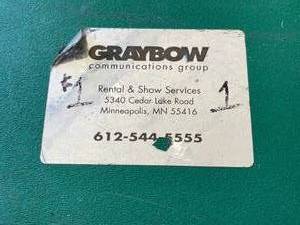 GRAYBOW
communications group
#1
Rental & Show Services
5340 Cedar Lake Road
1
Minneapolis, MN 55416
612-544-5555